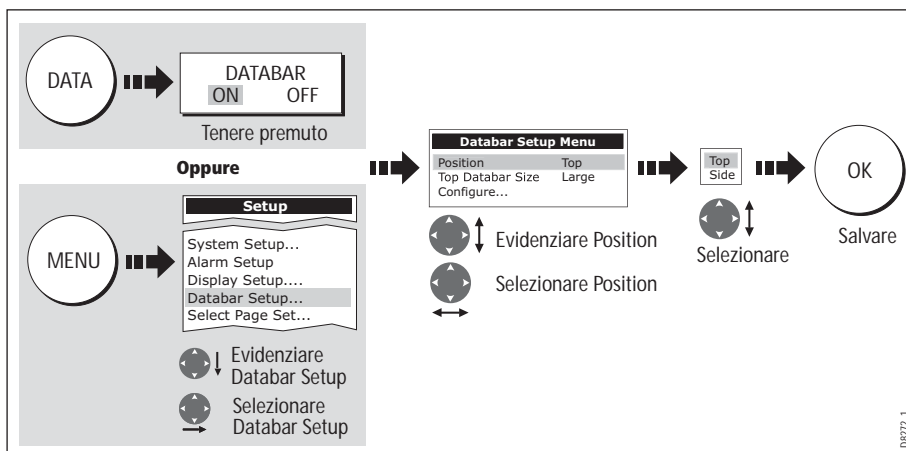 DATA
DATABAR
ON OFF
Tenere premuto
Oppure
MENU
Setup
System Setup...
Alarm Setup
Display Setup....
Databar Setup...
Select Page Set...
Evidenziare
Databar Setup
Selezionare
Databar Setup
Databar Setup Menu
Position Top
Top Databar Size Large
Configure...
Evidenziare Position
Selezionare Position
Top
Side
Selezionare
OK
Salvare
D8272_1